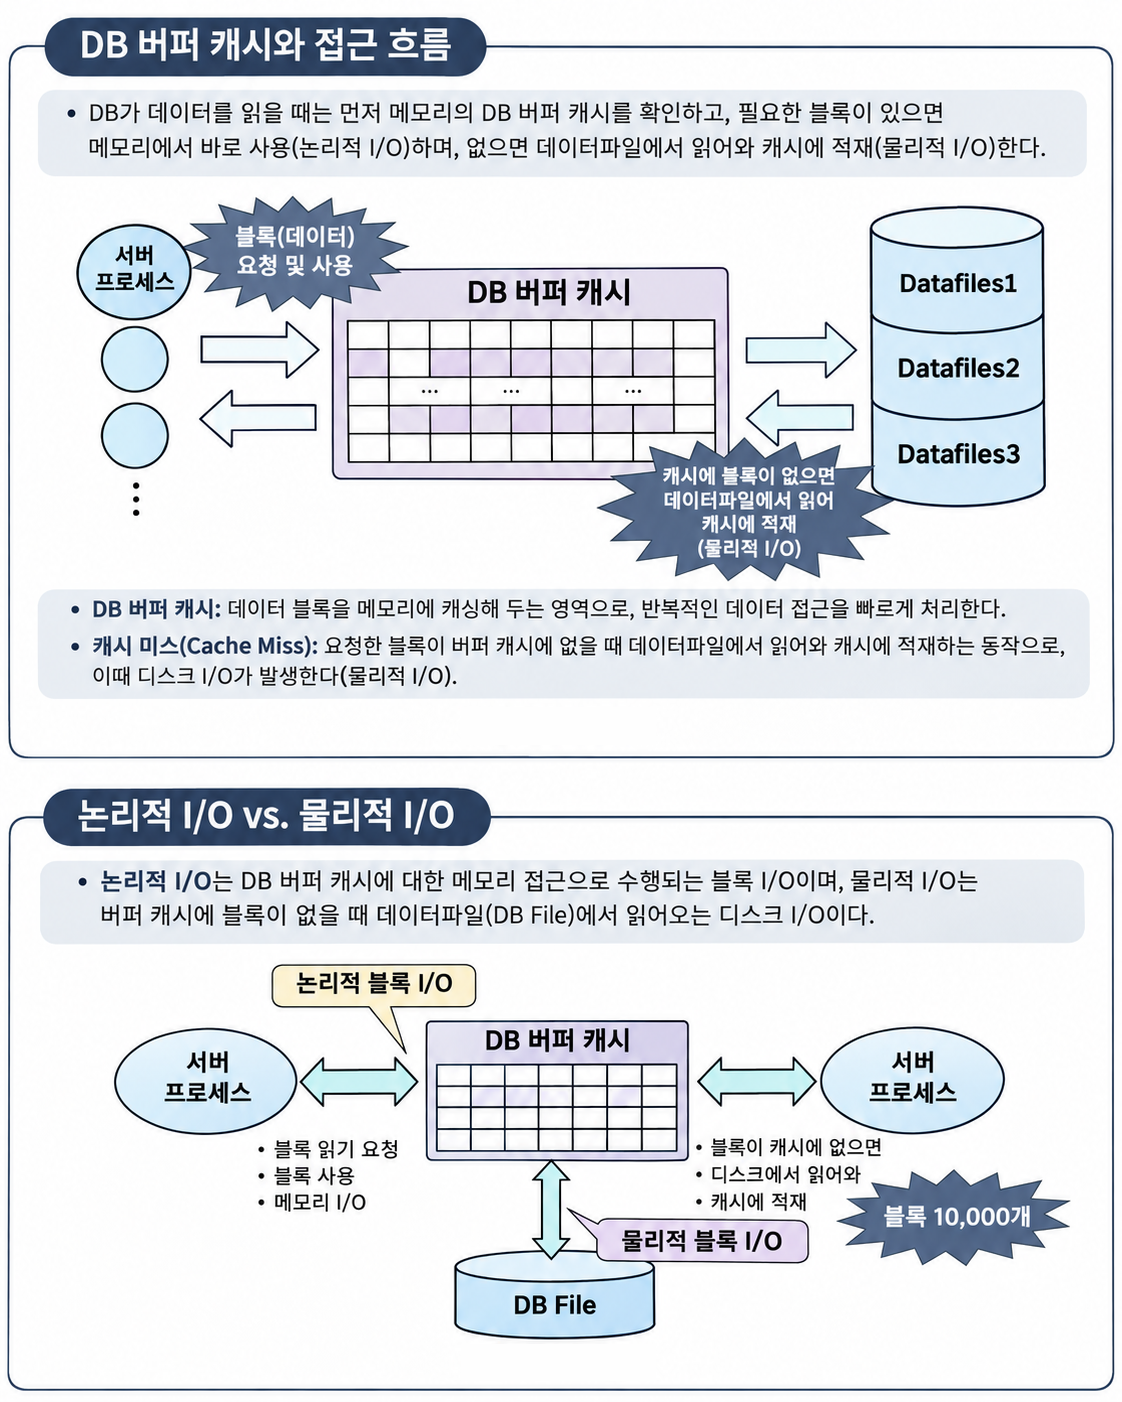 DB 버퍼 캐시와 접근 흐름
• DB가 데이터를 읽을 때는 먼저 메모리의 DB 버퍼 캐시를 확인하고, 필요한 블록이 있으면
메모리에서 바로 사용(논리적 I/O)하며, 없으면 데이터파일에서 읽어와 캐시에 적재(물리적 I/O)한다.
서버
프로세스
블록(데이터)
요청 및 사용
DB 버퍼 캐시
... ... ...
Datafiles1
Datafiles2
Datafiles3
캐시에 블록이 없으면
데이터파일에서 읽어
캐시에 적재
(물리적 I/O)
• DB 버퍼 캐시: 데이터 블록을 메모리에 캐싱해 두는 영역으로, 반복적인 데이터 접근을 빠르게 처리한다.
• 캐시 미스(Cache Miss): 요청한 블록이 버퍼 캐시에 없을 때 데이터파일에서 읽어와 캐시에 적재하는 동작으로,
이때 디스크 I/O가 발생한다(물리적 I/O).
논리적 I/O vs. 물리적 I/O
• 논리적 I/O는 DB 버퍼 캐시에 대한 메모리 접근으로 수행되는 블록 I/O이며, 물리적 I/O는
버퍼 캐시에 블록이 없을 때 데이터파일(DB File)에서 읽어오는 디스크 I/O이다.
논리적 블록 I/O
서버
프로세스
DB 버퍼 캐시
서버
프로세스
• 블록 읽기 요청
• 블록 사용
• 메모리 I/O
• 블록이 캐시에 없으면
• 디스크에서 읽어와
• 캐시에 적재
블록 10,000개
물리적 블록 I/O
DB File